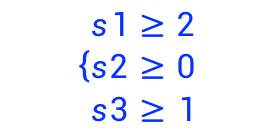 s1 ≥ 2
{s2 ≥ 0
s3 ≥ 1